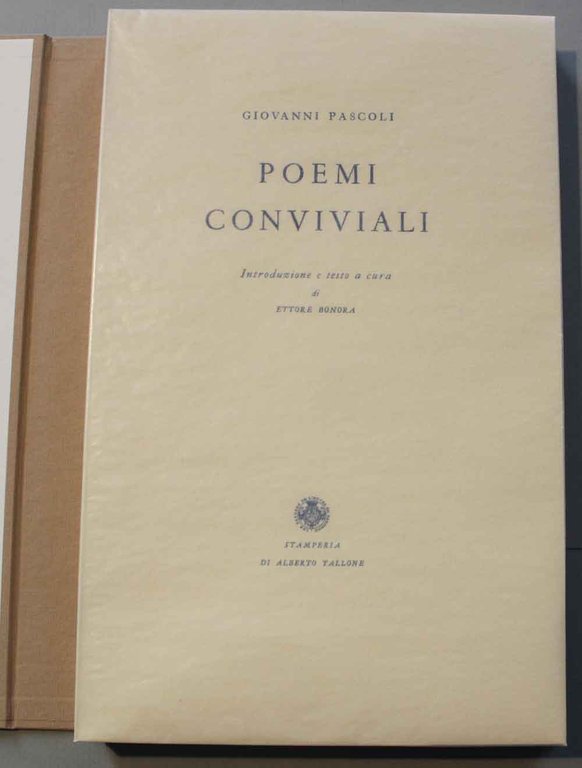 GIOVANNI PASCOLI
POEMI
CONVIVIALI
Introduzione e testo a cura
di
ETTORE BONORA
STAMPERIA
DI ALBERTO TALLONE